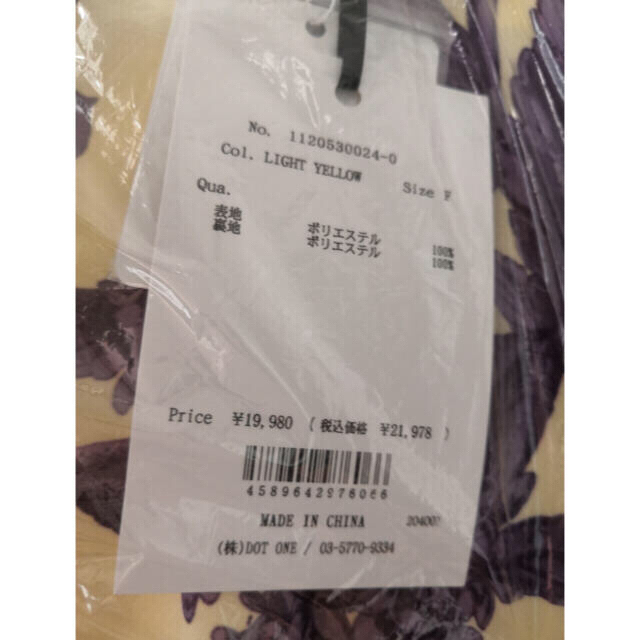 No. 1120530024-0
Col. LIGHT YELLOW Size F
Qua.
表地 ポリエステル 100%
裏地 ポリエステル 100%
Price ¥19,980 ( 税込価格 ¥21,978 )
4589642976066
MADE IN CHINA
(株)DOT ONE / 03-5770-9334